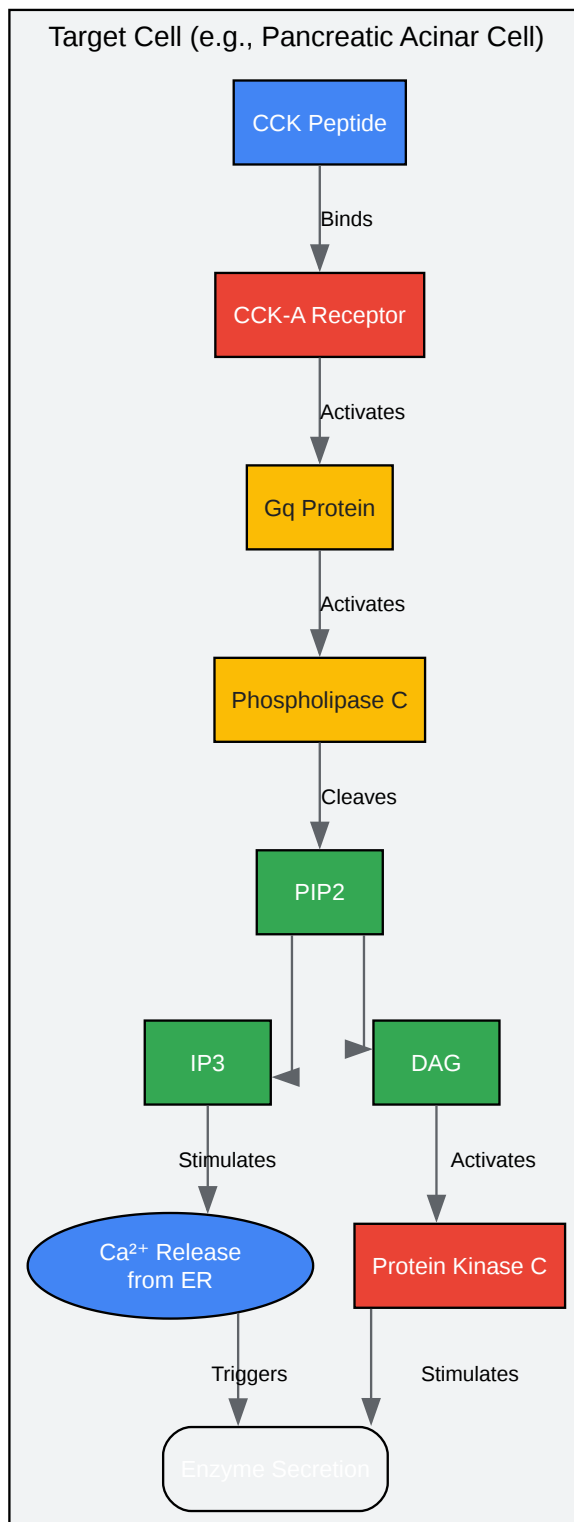 Target Cell (e.g., Pancreatic Acinar Cell)
CCK Peptide
Binds
CCK-A Receptor
Activates
Gq Protein
Activates
Phospholipase C
Cleaves
PIP2
IP3
DAG
Stimulates
Activates
Ca²⁺ Release
from ER
Protein Kinase C
Triggers
Stimulates
Enzyme Secretion